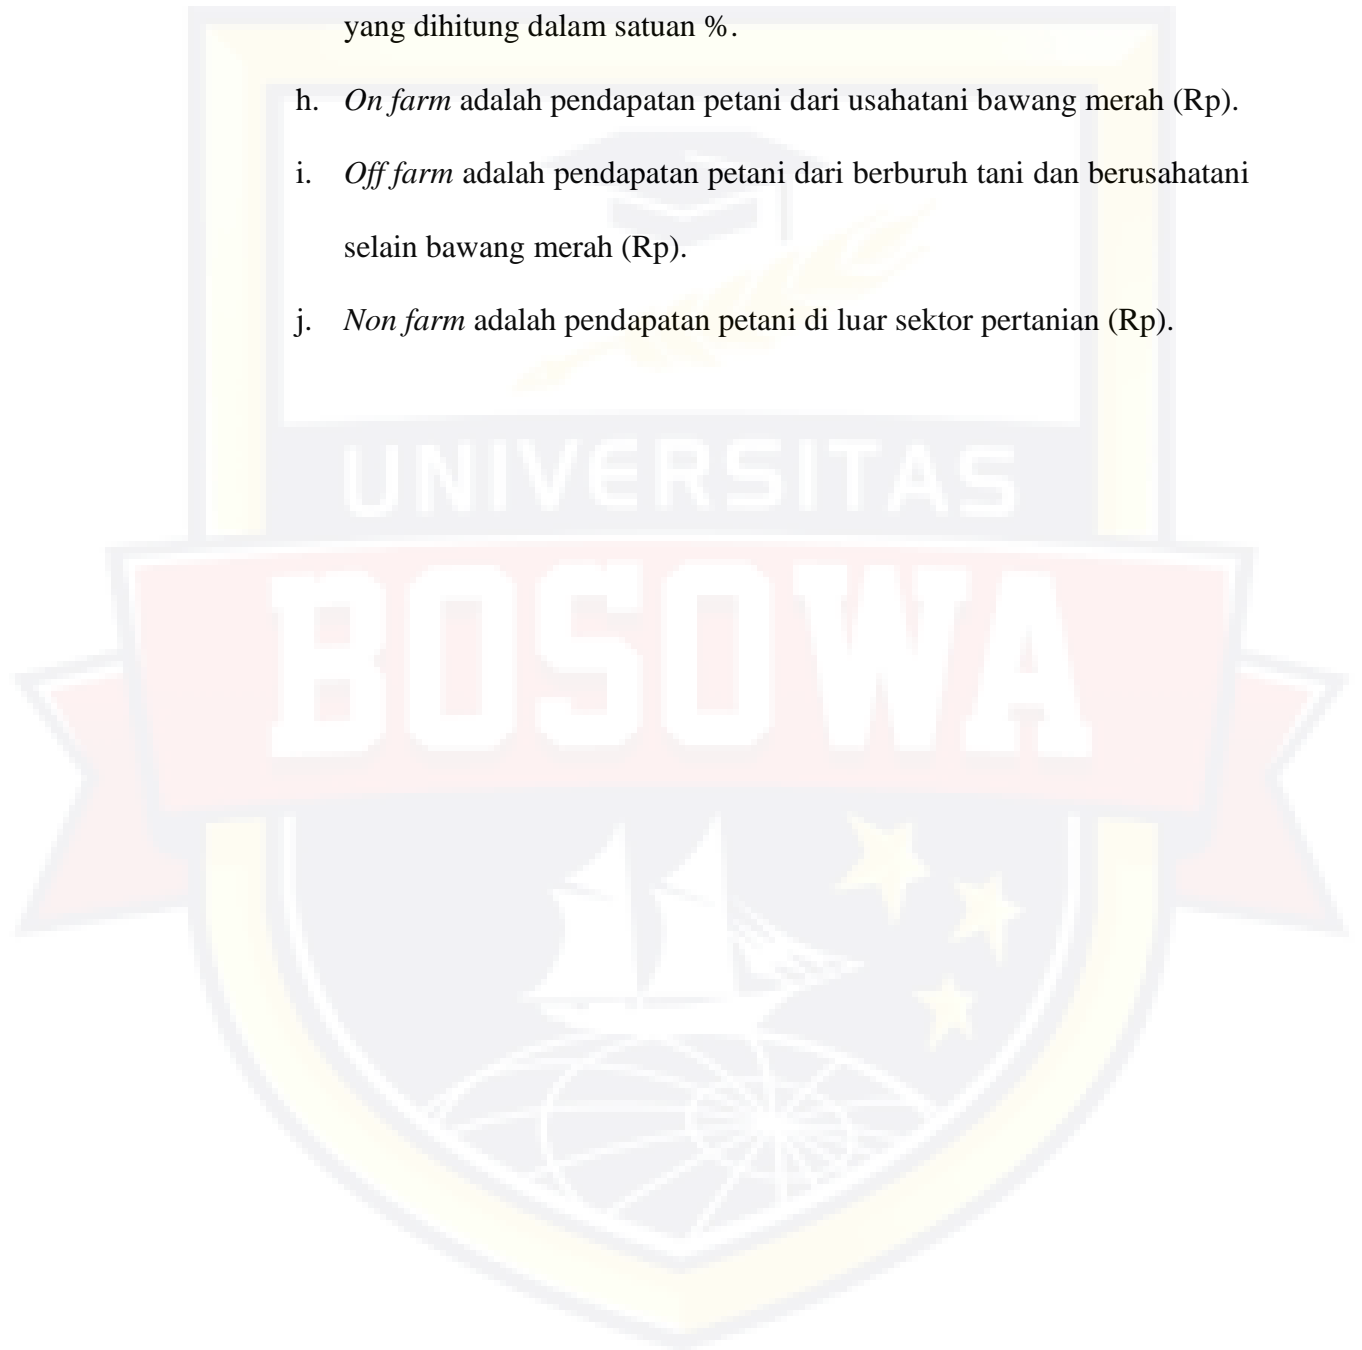 yang dihitung dalam satuan %.
h. On farm adalah pendapatan petani dari usahatani bawang merah (Rp).
i. Off farm adalah pendapatan petani dari berburuh tani dan berusahatani
selain bawang merah (Rp).
j. Non farm adalah pendapatan petani di luar sektor pertanian (Rp).
UNIVERSITAS
BOSOWA